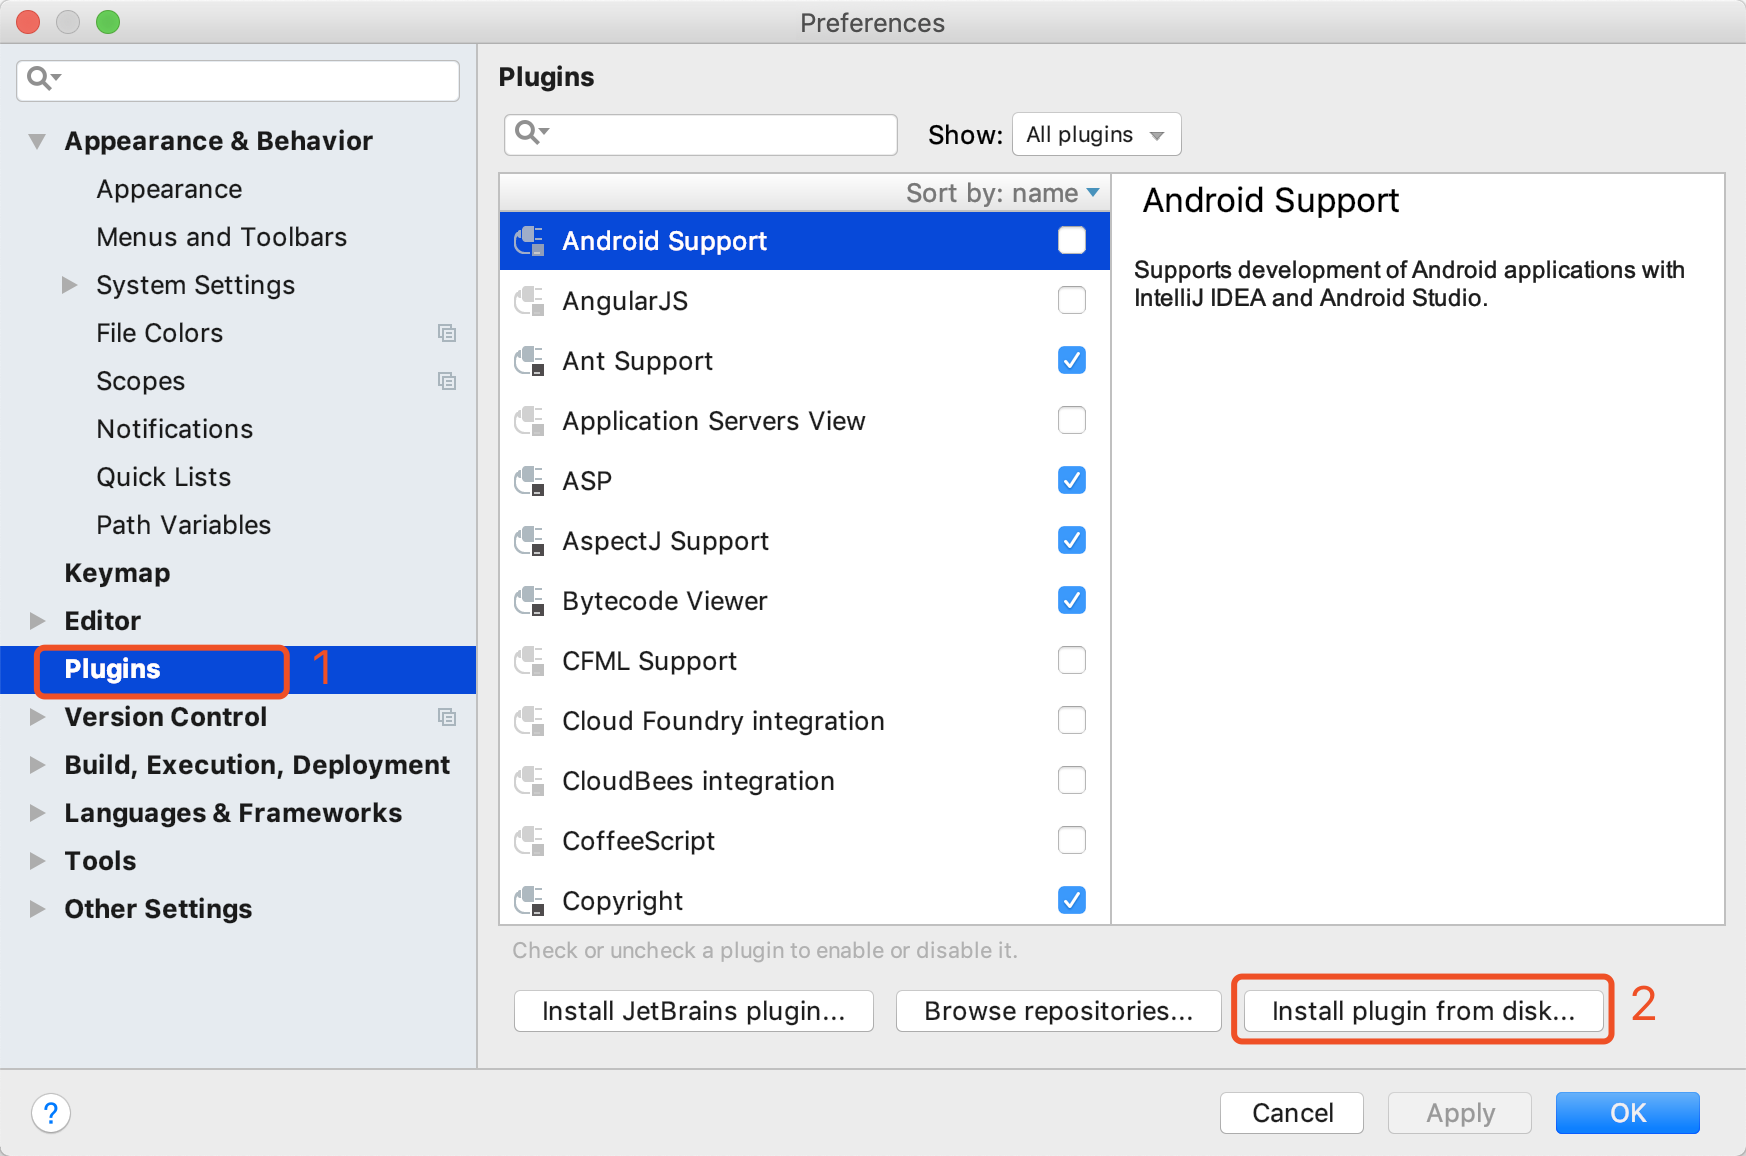 Preferences
Appearance & Behavior
Appearance
Menus and Toolbars
System Settings
File Colors
Scopes
Notifications
Quick Lists
Path Variables
Keymap
Editor
Plugins 1
Version Control
Build, Execution, Deployment
Languages & Frameworks
Tools
Other Settings
Plugins
Show: All plugins
Sort by: name
Android Support
AngularJS
Ant Support
Application Servers View
ASP
AspectJ Support
Bytecode Viewer
CFML Support
Cloud Foundry integration
CloudBees integration
CoffeeScript
Copyright
Android Support
Supports development of Android applications with
IntelliJ IDEA and Android Studio.
Check or uncheck a plugin to enable or disable it.
Install JetBrains plugin... Browse repositories... Install plugin from disk... 2
? Cancel Apply OK